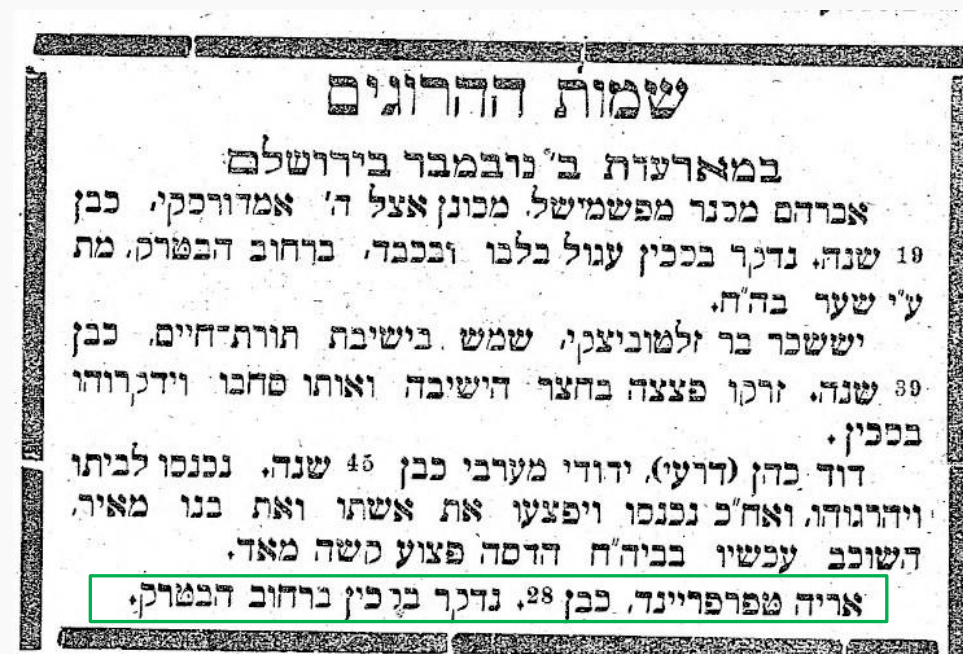 שמות ההרוגים
במארעות ב' נובמבר בירושלם
אברהם מכנר מפשמישל, מכונן אצל ה' אמדורסקי, כבן
19 שנה. נדקר בסכין עגול בלבו ובכבד, ברחוב הבטרק, מת
ע"י שער בה"ח.
יששכר בר זלטוביצקי, שמש בישיבת תורת־חיים, כבן
39 שנה. זרקו פצצה בחצר הישיבה ואותו סחבו וידקרוהו
בסכין.
דוד כהן (דרעי), יהודי מערבי כבן 45 שנה. נכנסו לביתו
ויהרגוהו, ואח"כ נכנסו ויפצעו את אשתו ואת בנו מאיר,
השוכב עכשיו בביה"ח הדסה פצוע קשה מאד.
אריה טפרפריינד, כבן 28. נדקר בסכין ברחוב הבטרק.